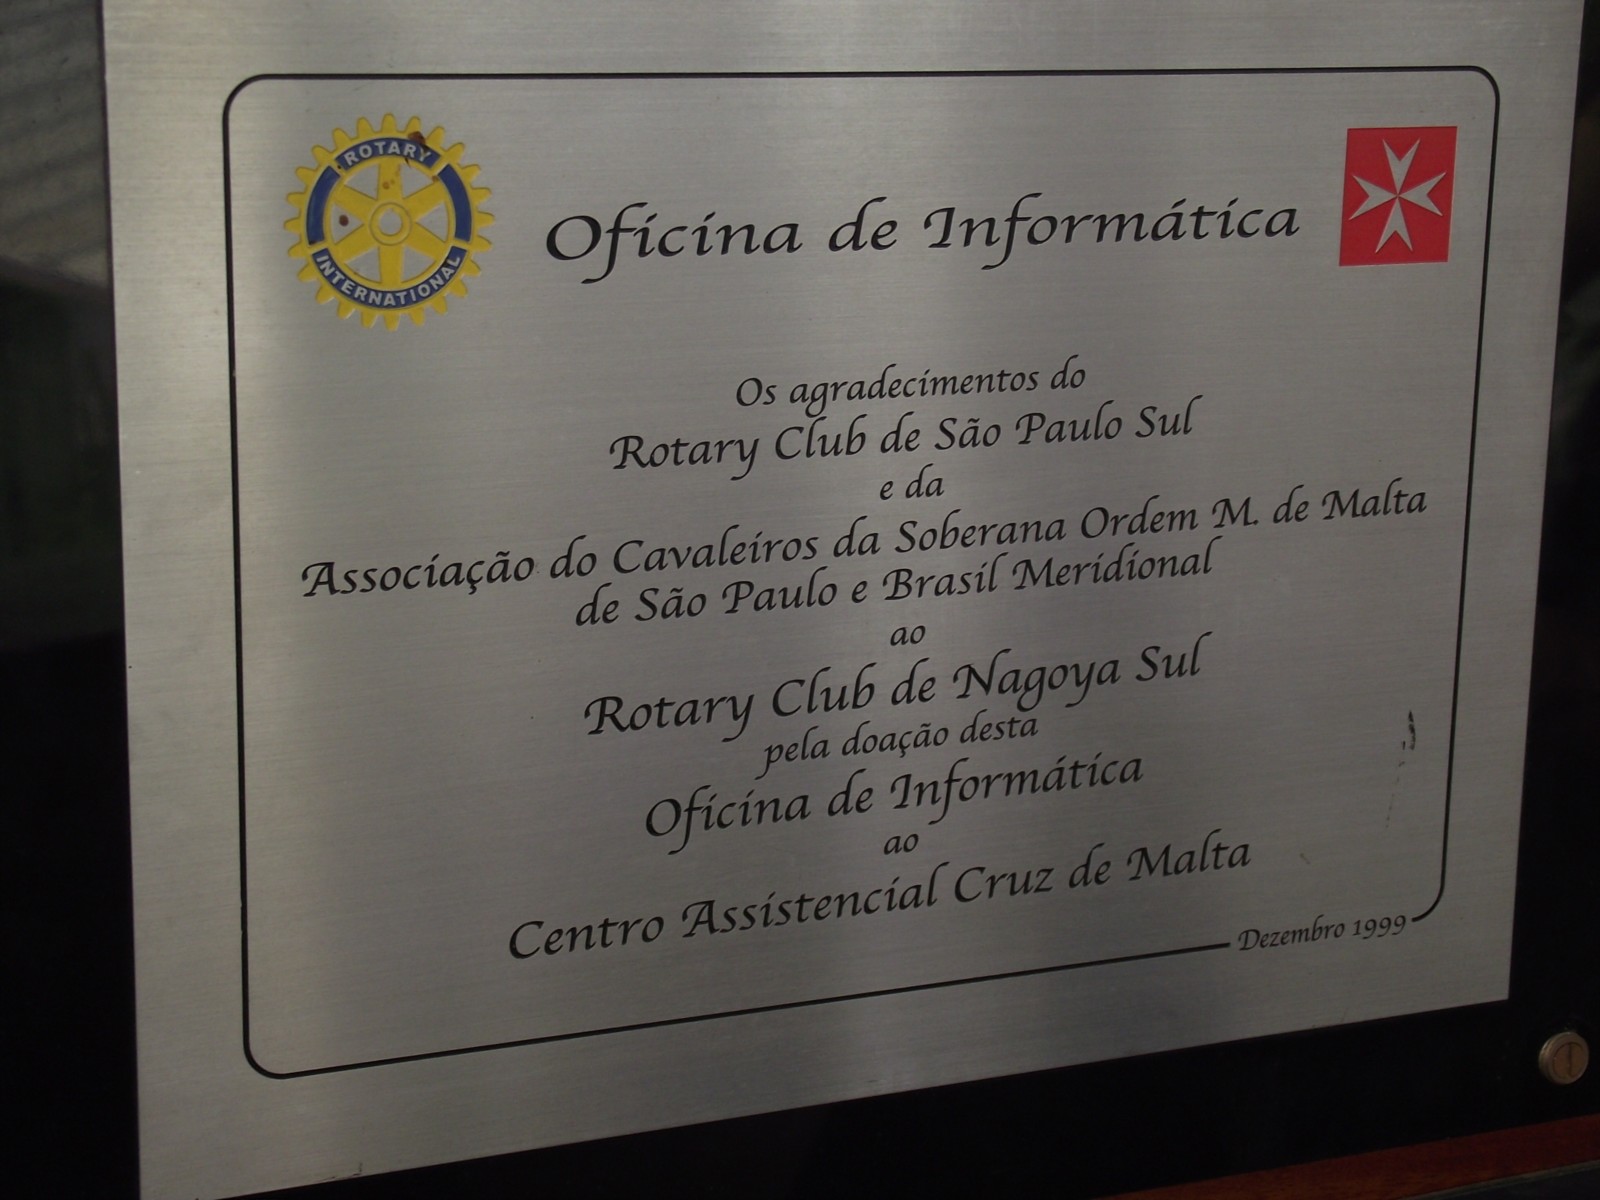 ROTARY
INTERNATIONAL
Oficina de Informática
Os agradecimentos do
Rotary Club de São Paulo Sul
e da
Associação do Cavaleiros da Soberana Ordem M. de Malta
de São Paulo e Brasil Meridional
ao
Rotary Club de Nagoya Sul
pela doação desta
Oficina de Informática
ao
Centro Assistencial Cruz de Malta
Dezembro 1999